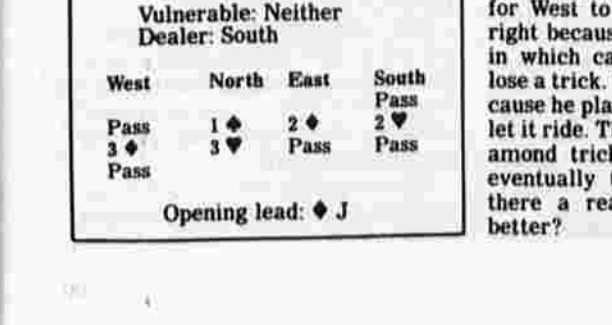 Vulnerable: Neither
Dealer: South
West North East South
Pass
Pass 1 ♠ 2 ♦ 2 ♥
3 ♦ 3 ♥ Pass Pass
Pass
Opening lead: ♦ J
for West to
right becaus
in which ca
lose a trick.
cause he pla
let it ride. T
amond tric
eventually
there a rea
better?